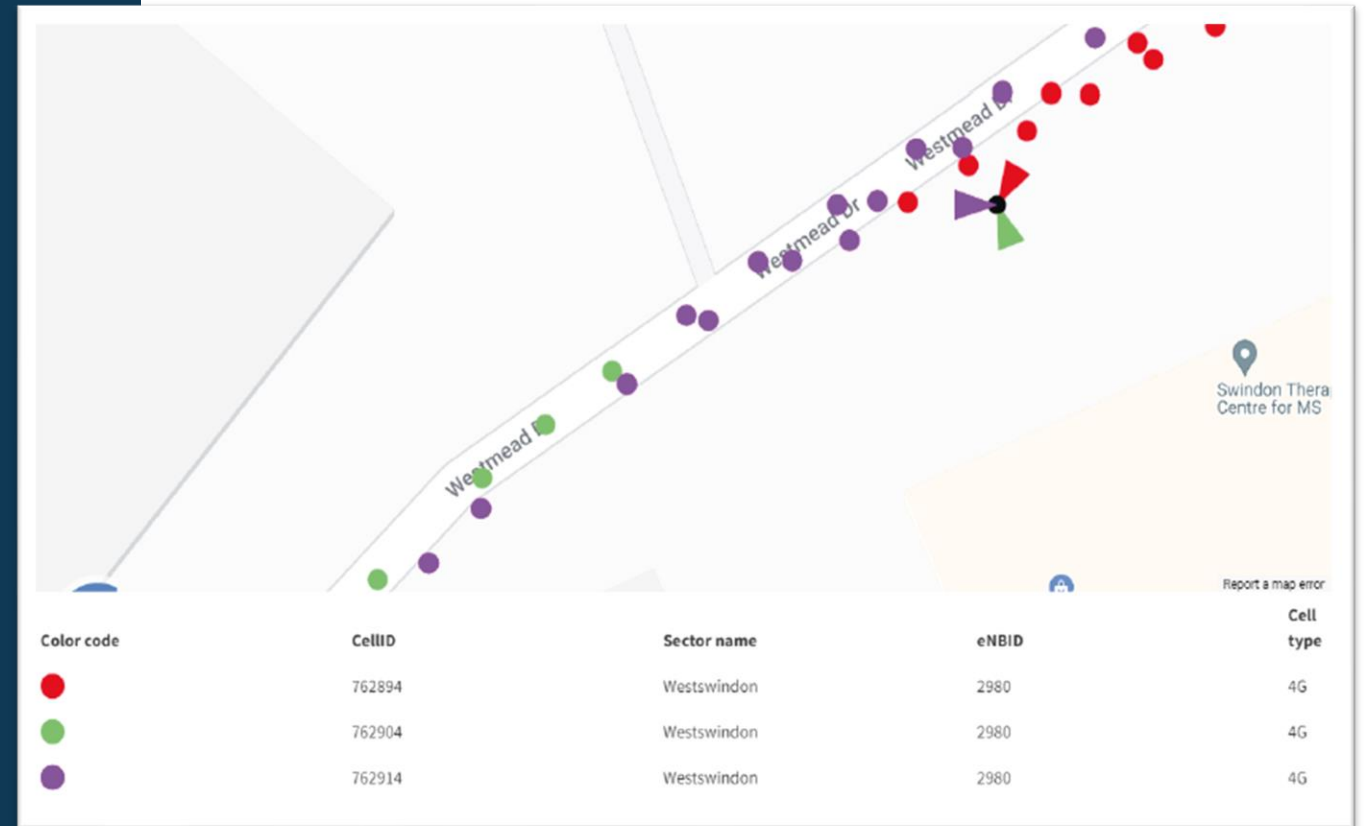 Westmead Dr
Westmead Dr
Westmead
Swindon Thera
Centre for MS
Report a map error
Color code CellID Sector name eNBID Cell type
762894 Westswindon 2980 4G
762904 Westswindon 2980 4G
762914 Westswindon 2980 4G